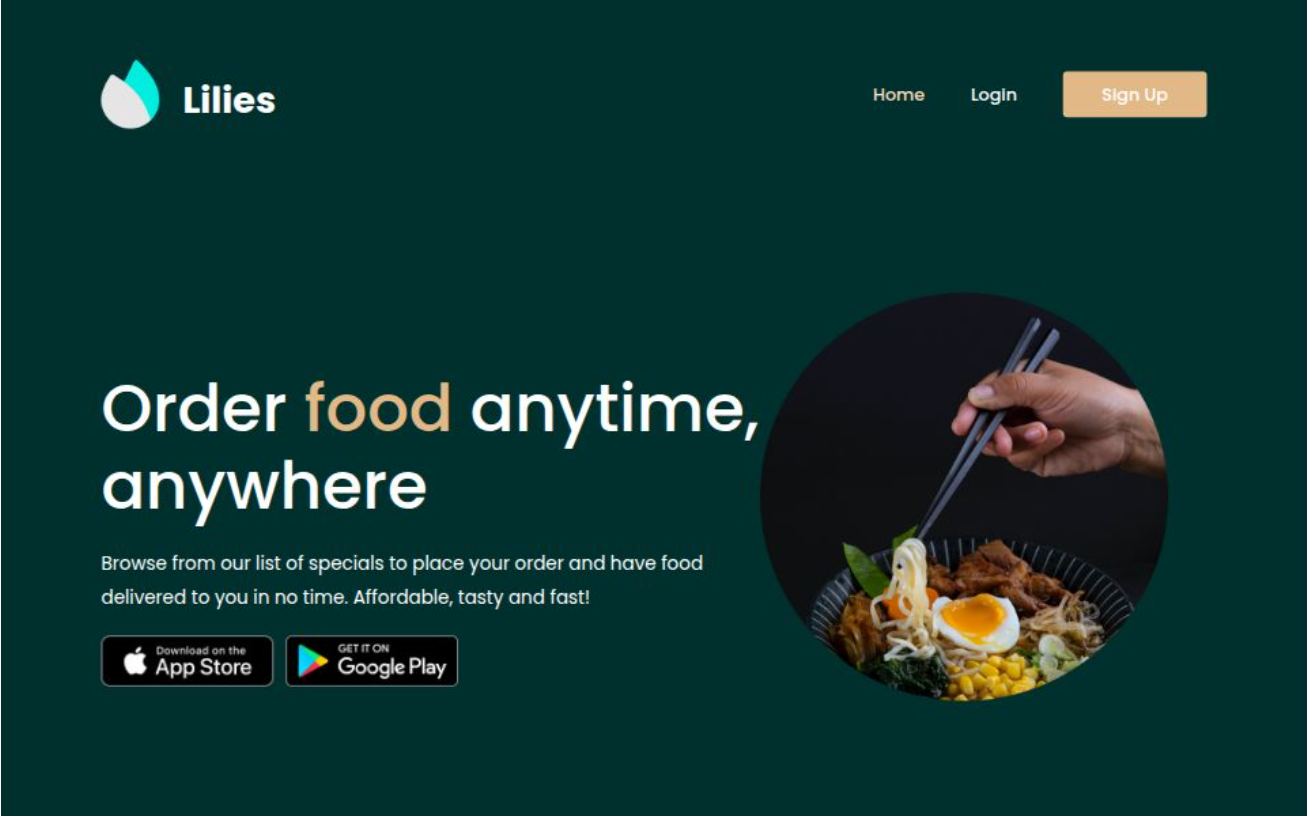 Lilies
Home
Login
Sign Up
Order food anytime,
anywhere
Browse from our list of specials to place your order and have food
delivered to you in no time. Affordable, tasty and fast!
Download on the
App Store
GET IT ON
Google Play